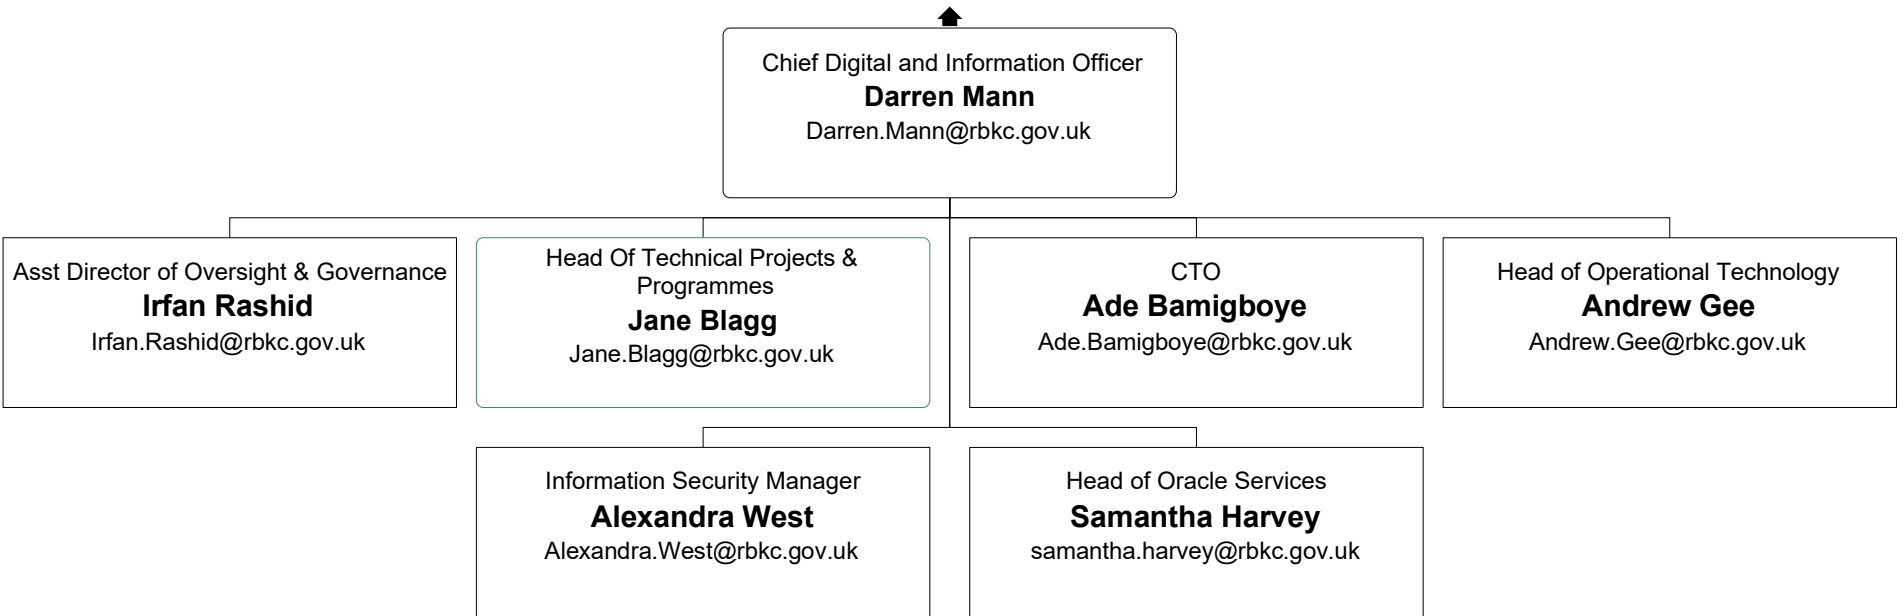 Chief Digital and Information Officer
Darren Mann
Darren.Mann@rbkc.gov.uk
Asst Director of Oversight & Governance
Irfan Rashid
Irfan.Rashid@rbkc.gov.uk
Head Of Technical Projects &
Programmes
Jane Blagg
Jane.Blagg@rbkc.gov.uk
CTO
Ade Bamigboye
Ade.Bamigboye@rbkc.gov.uk
Head of Operational Technology
Andrew Gee
Andrew.Gee@rbkc.gov.uk
Information Security Manager
Alexandra West
Alexandra.West@rbkc.gov.uk
Head of Oracle Services
Samantha Harvey
samantha.harvey@rbkc.gov.uk